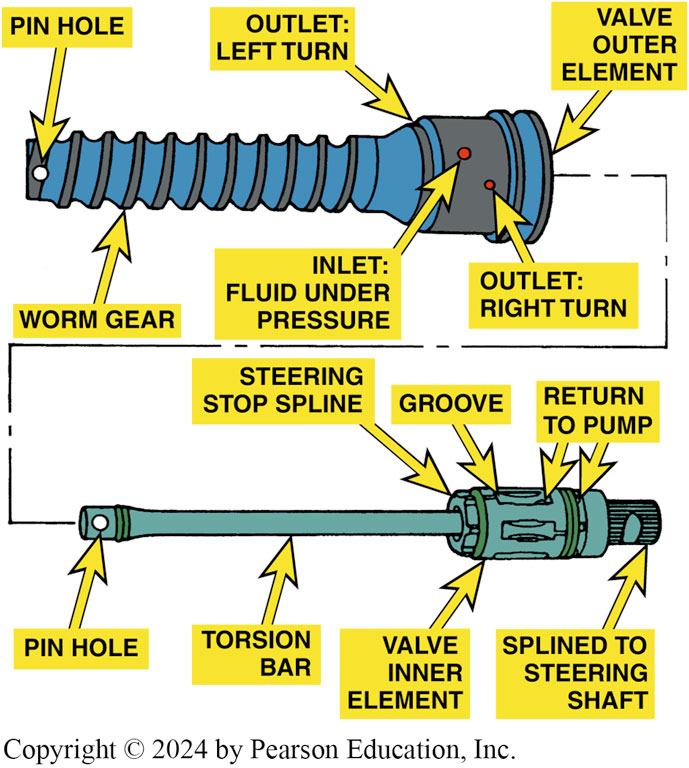 PIN HOLE
OUTLET:
LEFT TURN
VALVE
OUTER
ELEMENT
INLET:
FLUID UNDER
PRESSURE
OUTLET:
RIGHT TURN
WORM GEAR
STEERING
STOP SPLINE
GROOVE
RETURN
TO PUMP
PIN HOLE
TORSION
BAR
VALVE
INNER
ELEMENT
SPLINED TO
STEERING
SHAFT
Copyright © 2024 by Pearson Education, Inc.